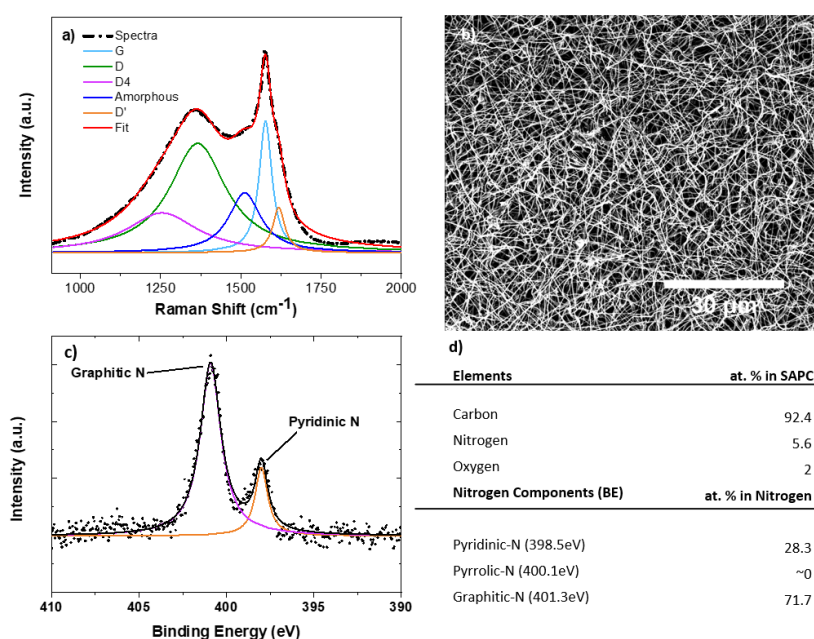 a)
Spectra
G
D
D4
Amorphous
D'
Fit
Intensity (a.u.)
1000 1250 1500 1750 2000
Raman Shift (cm⁻¹)
b)
30 µm
c)
Graphitic N
Pyridinic N
Intensity (a.u.)
410 405 400 395 390
Binding Energy (eV)
d)
Elements at. % in SAPC
Carbon 92.4
Nitrogen 5.6
Oxygen 2
Nitrogen Components (BE) at. % in Nitrogen
Pyridinic-N (398.5eV) 28.3
Pyrrolic-N (400.1eV) ~0
Graphitic-N (401.3eV) 71.7